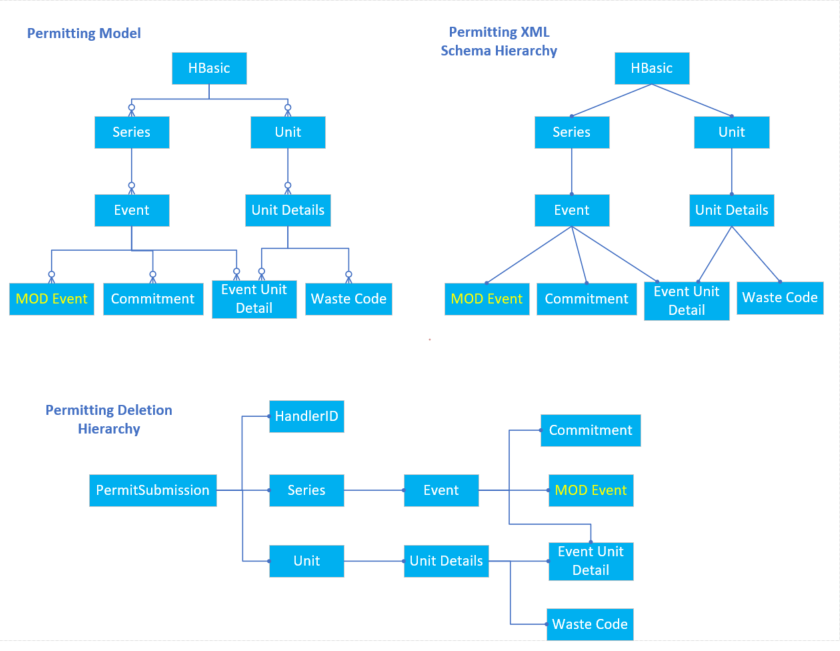 Permitting Model
HBasic
Series
Unit
Event
Unit Details
MOD Event
Commitment
Event Unit
Detail
Waste Code
Permitting XML
Schema Hierarchy
HBasic
Series
Unit
Event
Unit Details
MOD Event
Commitment
Event Unit
Detail
Waste Code
Permitting Deletion
Hierarchy
HandlerID
Commitment
PermitSubmission
Series
Event
MOD Event
Unit
Unit Details
Event Unit
Detail
Waste Code